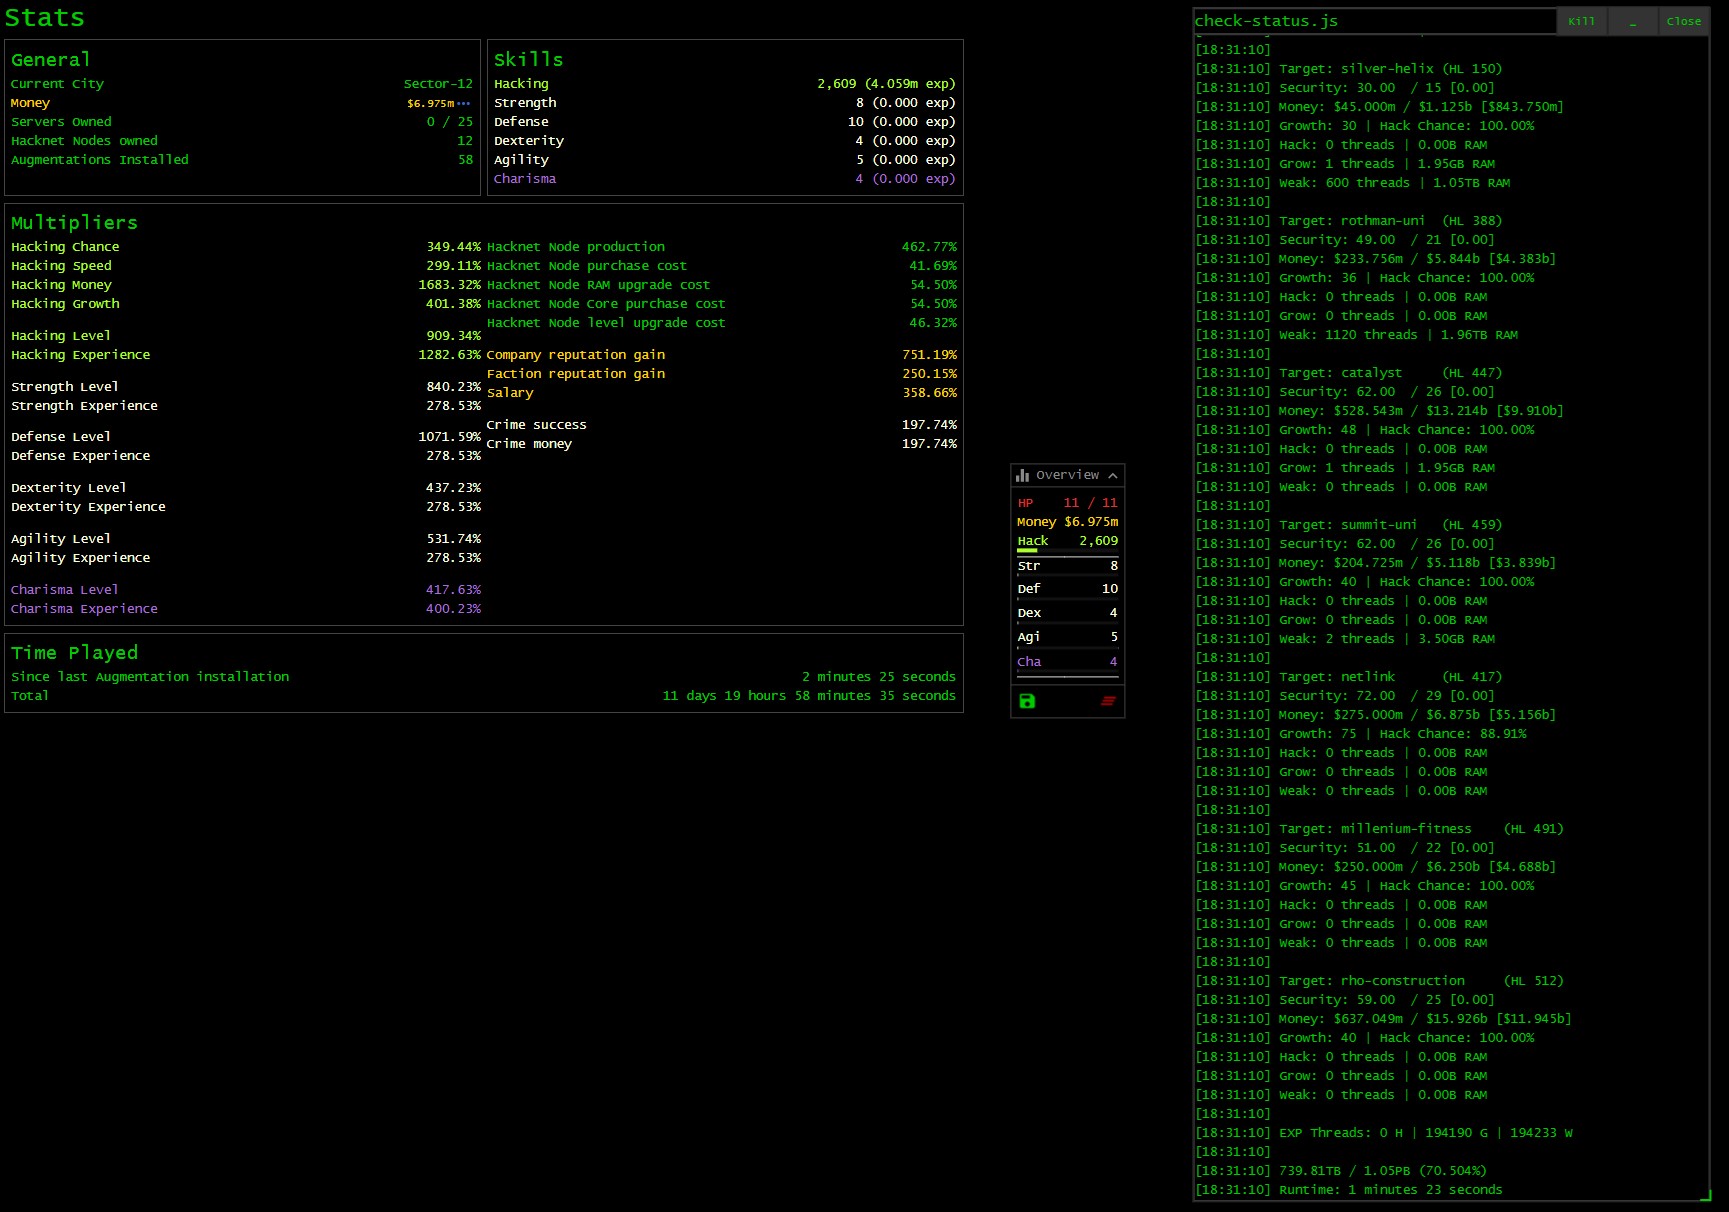 Stats
General
Current City Sector-12
Money $6.975m•••
Servers Owned 0 / 25
Hacknet Nodes owned 12
Augmentations Installed 58
Skills
Hacking 2,609 (4.059m exp)
Strength 8 (0.000 exp)
Defense 10 (0.000 exp)
Dexterity 4 (0.000 exp)
Agility 5 (0.000 exp)
Charisma 4 (0.000 exp)
Multipliers
Hacking Chance 349.44%
Hacking Speed 299.11%
Hacking Money 1683.32%
Hacking Growth 401.38%
Hacking Level 909.34%
Hacking Experience 1282.63%
Strength Level 840.23%
Strength Experience 278.53%
Defense Level 1071.59%
Defense Experience 278.53%
Dexterity Level 437.23%
Dexterity Experience 278.53%
Agility Level 531.74%
Agility Experience 278.53%
Charisma Level 417.63%
Charisma Experience 400.23%
Hacknet Node production 462.77%
Hacknet Node purchase cost 41.69%
Hacknet Node RAM upgrade cost 54.50%
Hacknet Node Core purchase cost 54.50%
Hacknet Node level upgrade cost 46.32%
Company reputation gain 751.19%
Faction reputation gain 250.15%
Salary 358.66%
Crime success 197.74%
Crime money 197.74%
Time Played
Since last Augmentation installation 2 minutes 25 seconds
Total 11 days 19 hours 58 minutes 35 seconds
Overview
HP 11 / 11
Money $6.975m
Hack 2,609
Str 8
Def 10
Dex 4
Agi 5
Cha 4
check-status.js Kill _ Close
[18:31:10]
[18:31:10] Target: silver-helix (HL 150)
[18:31:10] Security: 30.00 / 15 [0.00]
[18:31:10] Money: $45.000m / $1.125b [$843.750m]
[18:31:10] Growth: 30 | Hack Chance: 100.00%
[18:31:10] Hack: 0 threads | 0.00B RAM
[18:31:10] Grow: 1 threads | 1.95GB RAM
[18:31:10] Weak: 600 threads | 1.05TB RAM
[18:31:10]
[18:31:10] Target: rothman-uni (HL 388)
[18:31:10] Security: 49.00 / 21 [0.00]
[18:31:10] Money: $233.756m / $5.844b [$4.383b]
[18:31:10] Growth: 36 | Hack Chance: 100.00%
[18:31:10] Hack: 0 threads | 0.00B RAM
[18:31:10] Grow: 0 threads | 0.00B RAM
[18:31:10] Weak: 1120 threads | 1.96TB RAM
[18:31:10]
[18:31:10] Target: catalyst (HL 447)
[18:31:10] Security: 62.00 / 26 [0.00]
[18:31:10] Money: $528.543m / $13.214b [$9.910b]
[18:31:10] Growth: 48 | Hack Chance: 100.00%
[18:31:10] Hack: 0 threads | 0.00B RAM
[18:31:10] Grow: 1 threads | 1.95GB RAM
[18:31:10] Weak: 0 threads | 0.00B RAM
[18:31:10]
[18:31:10] Target: summit-uni (HL 459)
[18:31:10] Security: 62.00 / 26 [0.00]
[18:31:10] Money: $204.725m / $5.118b [$3.839b]
[18:31:10] Growth: 40 | Hack Chance: 100.00%
[18:31:10] Hack: 0 threads | 0.00B RAM
[18:31:10] Grow: 0 threads | 0.00B RAM
[18:31:10] Weak: 2 threads | 3.50GB RAM
[18:31:10]
[18:31:10] Target: netlink (HL 417)
[18:31:10] Security: 72.00 / 29 [0.00]
[18:31:10] Money: $275.000m / $6.875b [$5.156b]
[18:31:10] Growth: 75 | Hack Chance: 88.91%
[18:31:10] Hack: 0 threads | 0.00B RAM
[18:31:10] Grow: 0 threads | 0.00B RAM
[18:31:10] Weak: 0 threads | 0.00B RAM
[18:31:10]
[18:31:10] Target: millenium-fitness (HL 491)
[18:31:10] Security: 51.00 / 22 [0.00]
[18:31:10] Money: $250.000m / $6.250b [$4.688b]
[18:31:10] Growth: 45 | Hack Chance: 100.00%
[18:31:10] Hack: 0 threads | 0.00B RAM
[18:31:10] Grow: 0 threads | 0.00B RAM
[18:31:10] Weak: 0 threads | 0.00B RAM
[18:31:10]
[18:31:10] Target: rho-construction (HL 512)
[18:31:10] Security: 59.00 / 25 [0.00]
[18:31:10] Money: $637.049m / $15.926b [$11.945b]
[18:31:10] Growth: 40 | Hack Chance: 100.00%
[18:31:10] Hack: 0 threads | 0.00B RAM
[18:31:10] Grow: 0 threads | 0.00B RAM
[18:31:10] Weak: 0 threads | 0.00B RAM
[18:31:10]
[18:31:10] EXP Threads: 0 H | 194190 G | 194233 W
[18:31:10]
[18:31:10] 739.81TB / 1.05PB (70.504%)
[18:31:10] Runtime: 1 minutes 23 seconds